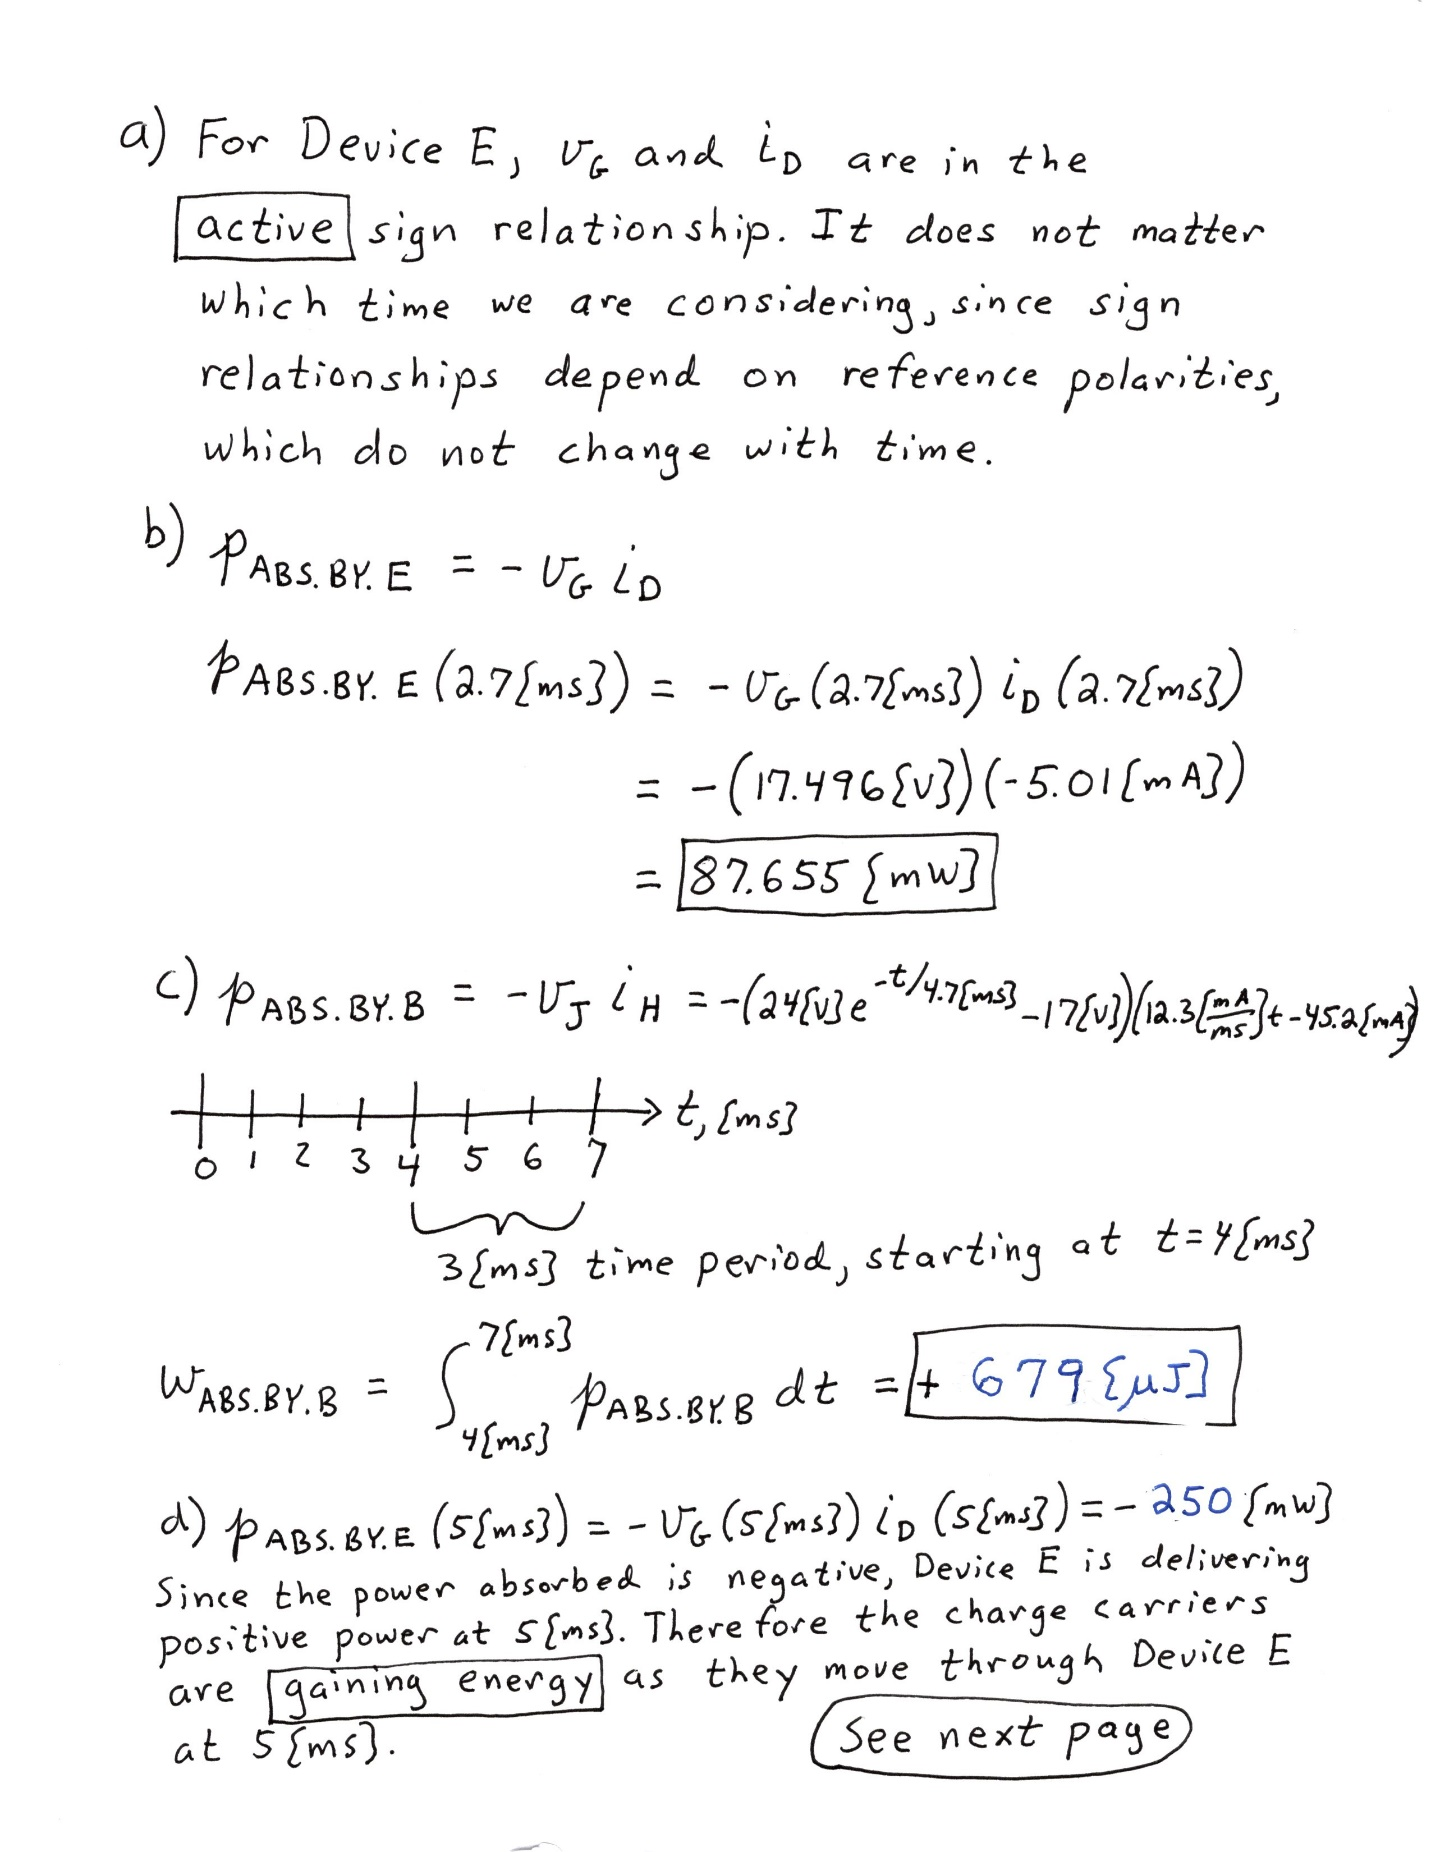 a) For Device E, vG and iD are in the
active sign relationship. It does not matter
which time we are considering, since sign
relationships depend on reference polarities,
which do not change with time.
b) pABS.BY.E = - vG iD
pABS.BY.E (2.7[ms]) = - vG (2.7[ms]) iD (2.7[ms])
= - (17.496[V])(-5.01[mA])
= 87.655 [mW]
c) pABS.BY.B = - vJ iH = -(24[V]e^-t/4.7[ms] - 17[V])(12.3[mA/ms]t - 45.2[mA])
t, [ms]
0 1 2 3 4 5 6 7
3[ms] time period, starting at t=4[ms]
wABS.BY.B = ∫4[ms]^7[ms] pABS.BY.B dt = + 679 [μJ]
d) pABS.BY.E (5[ms]) = - vG (5[ms]) iD (5[ms]) = - 250 [mW]
Since the power absorbed is negative, Device E is delivering
positive power at 5[ms]. Therefore the charge carriers
are gaining energy as they move through Device E
at 5[ms].
See next page